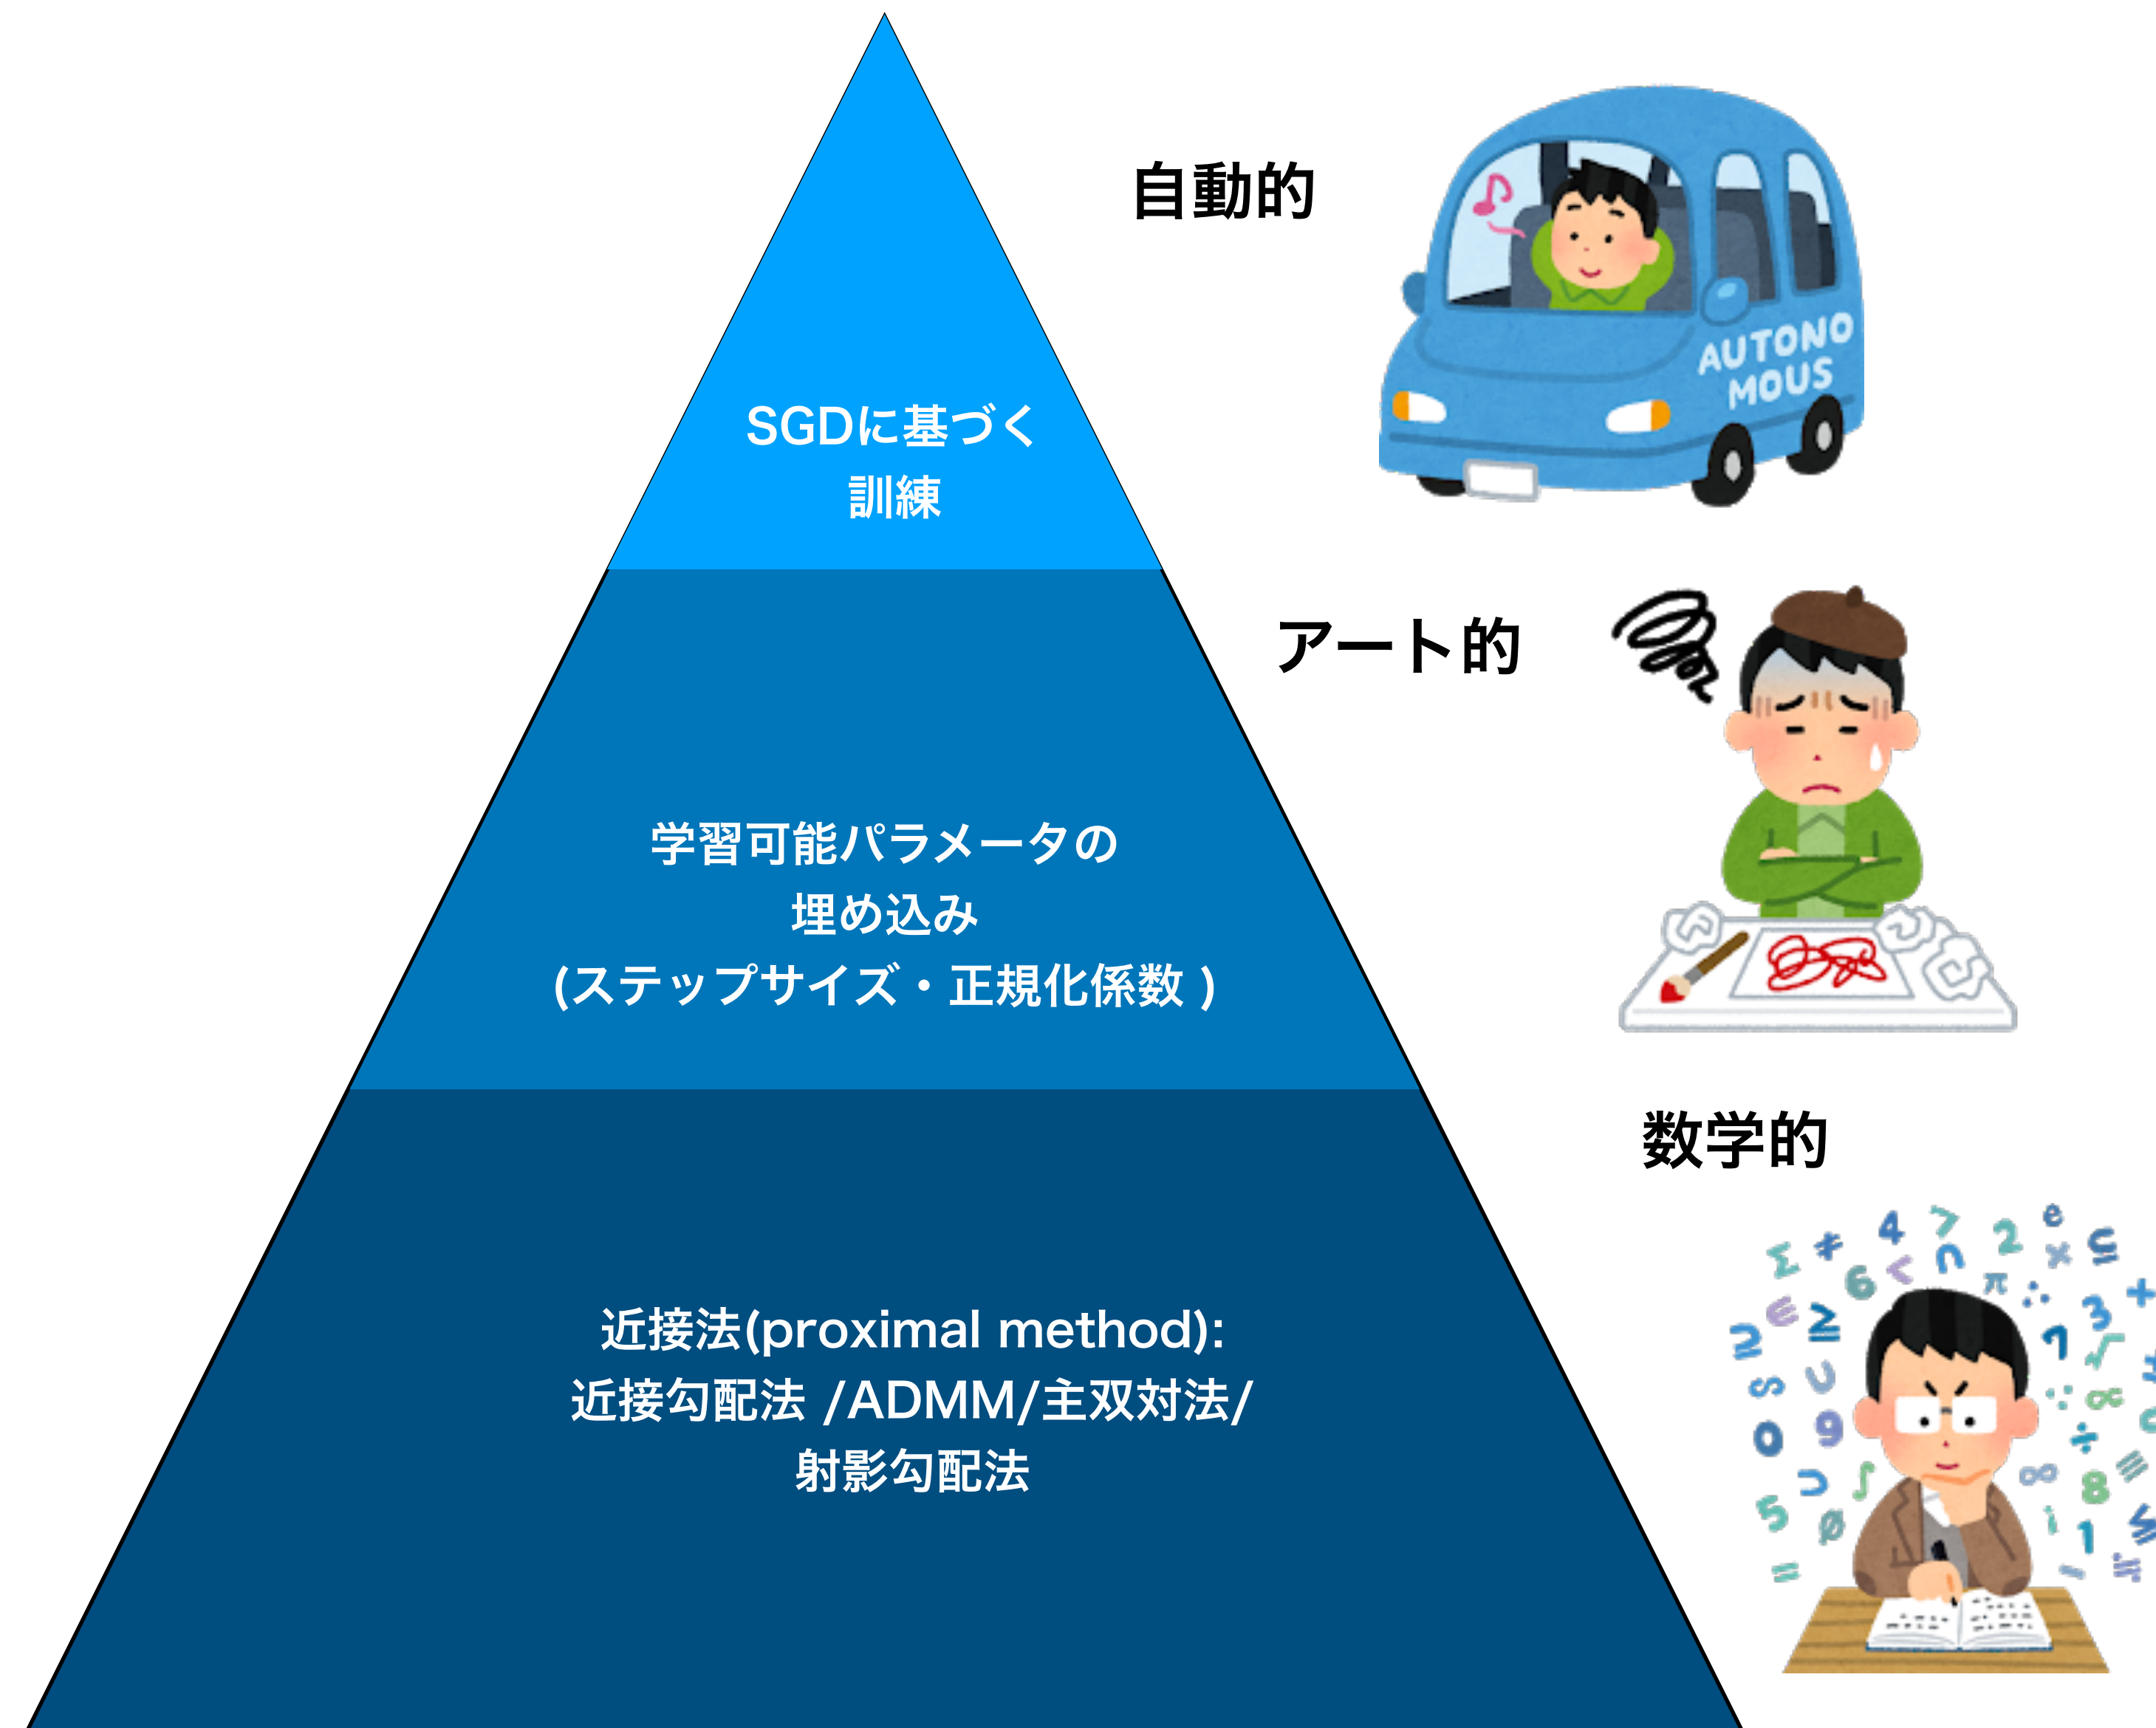 自動的
AUTONO
MOUS
SGDに基づく
訓練
アート的
学習可能パラメータの
埋め込み
(ステップサイズ・正規化係数 )
数学的
近接法(proximal method):
近接勾配法 /ADMM/主双対法/
射影勾配法